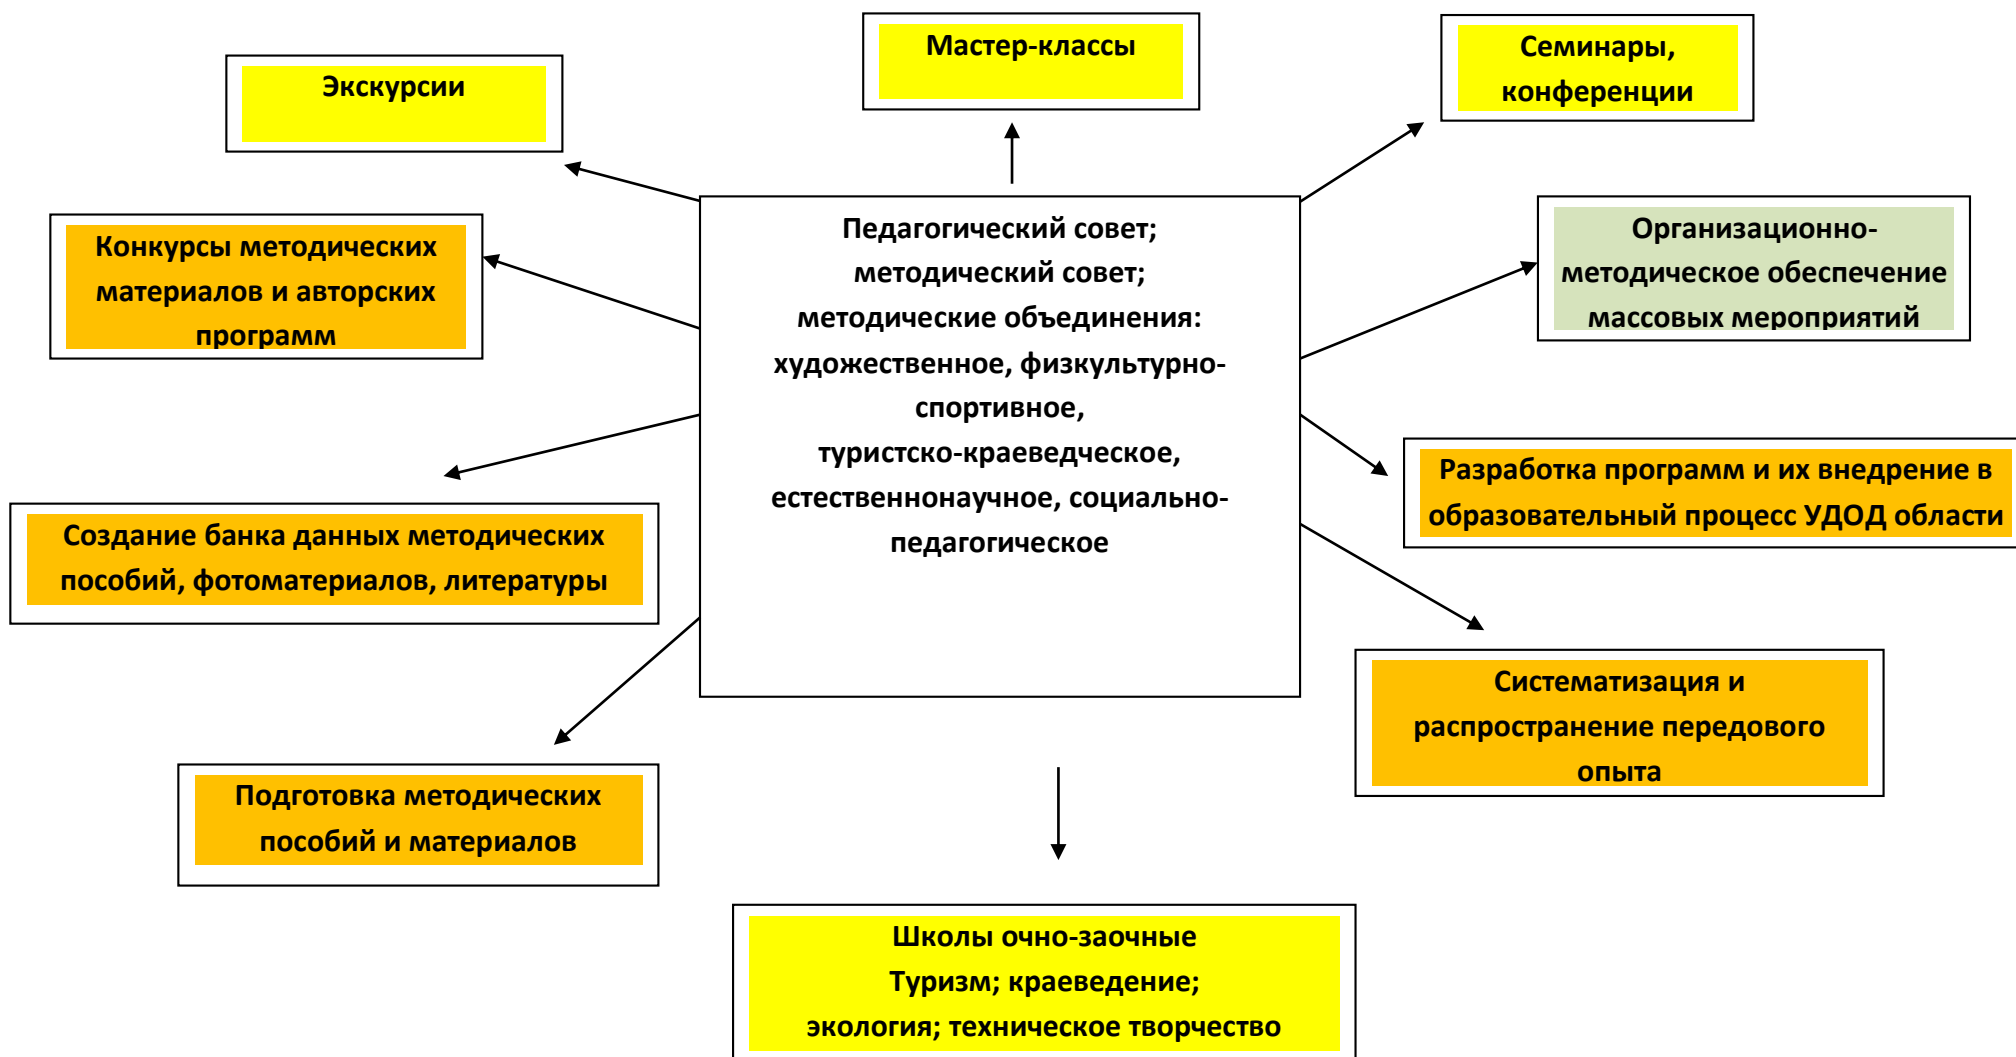 Мастер-классы
Семинары,
конференции
Экскурсии
Конкурсы методических
материалов и авторских
программ
Педагогический совет;
методический совет;
методические объединения:
художественное, физкультурно-
спортивное,
туристско-краеведческое,
естественнонаучное, социально-
педагогическое
Организационно-
методическое обеспечение
массовых мероприятий
Разработка программ и их внедрение в
образовательный процесс УДОД области
Создание банка данных методических
пособий, фотоматериалов, литературы
Систематизация и
распространение передового
опыта
Подготовка методических
пособий и материалов
Школы очно-заочные
Туризм; краеведение;
экология; техническое творчество